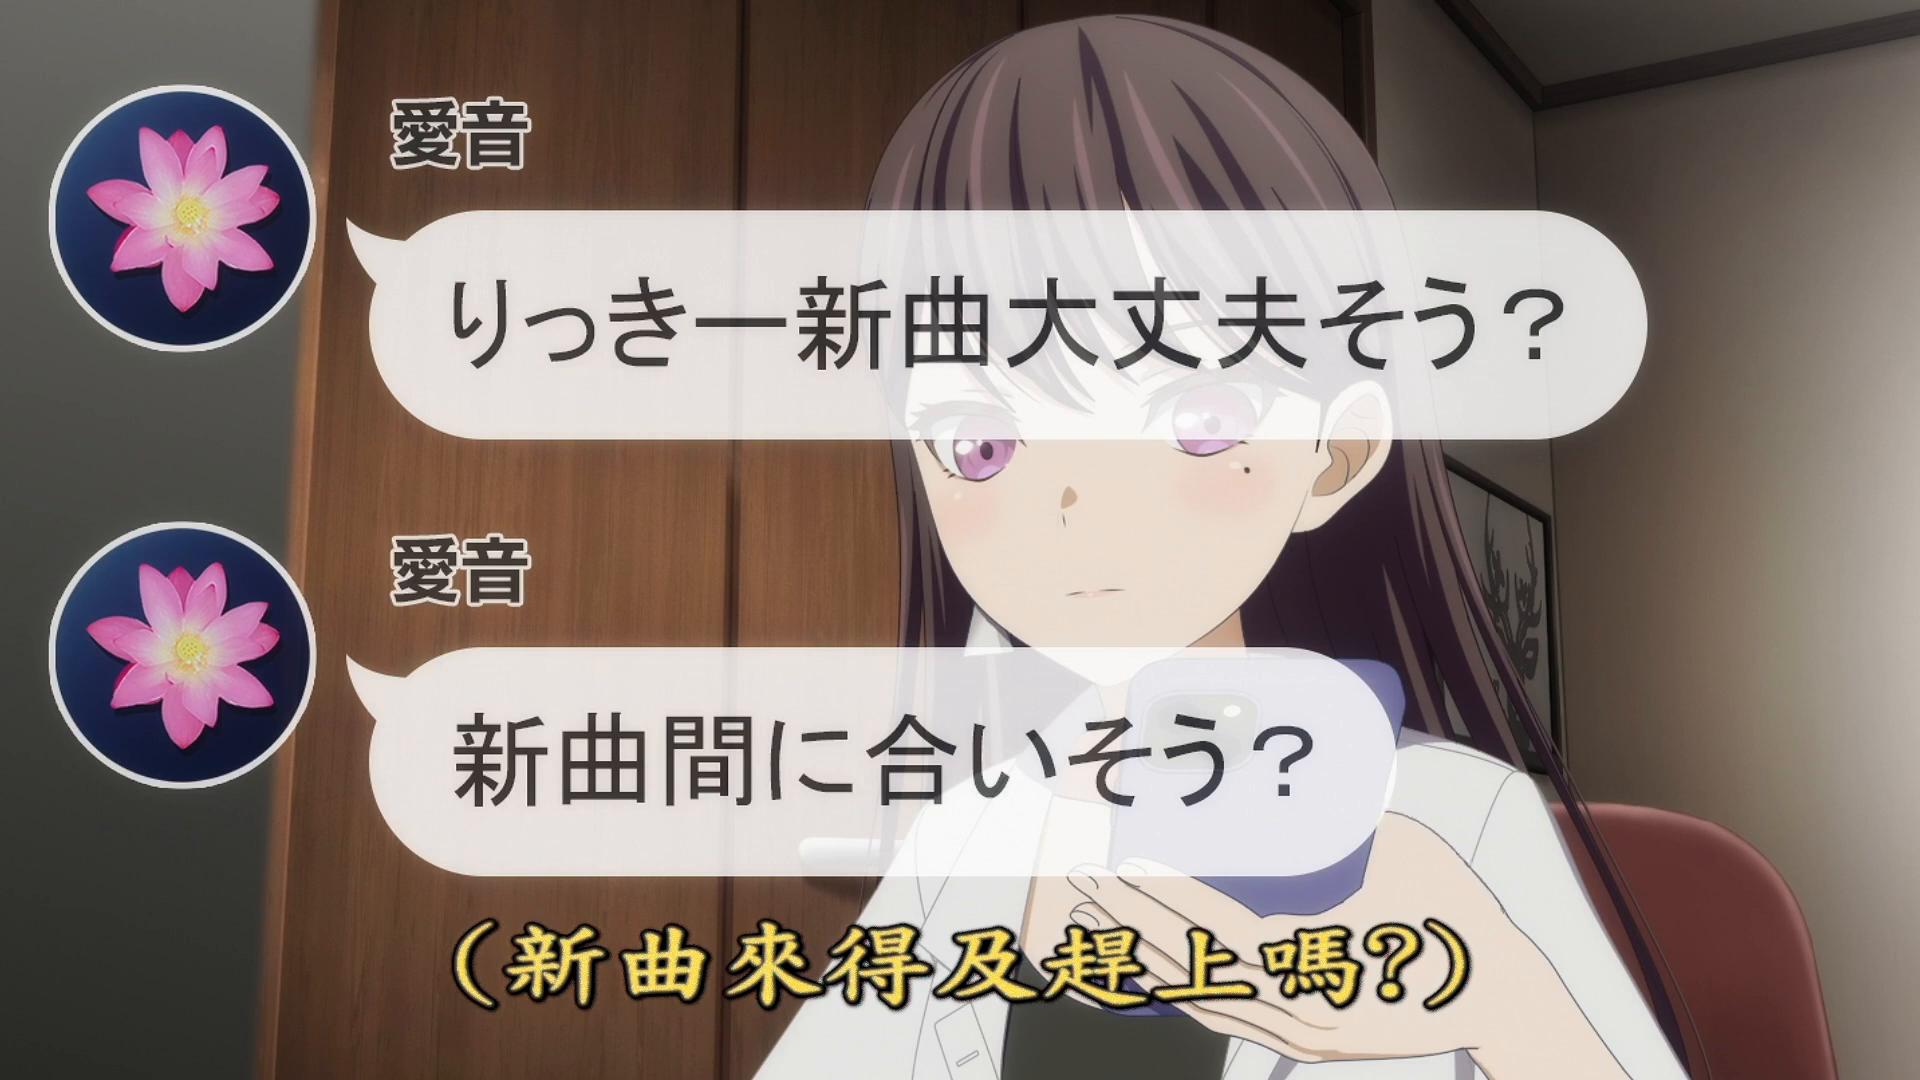 愛音
りっきー新曲大丈夫そう？
愛音
新曲間に合いそう？
（新曲來得及趕上嗎？）